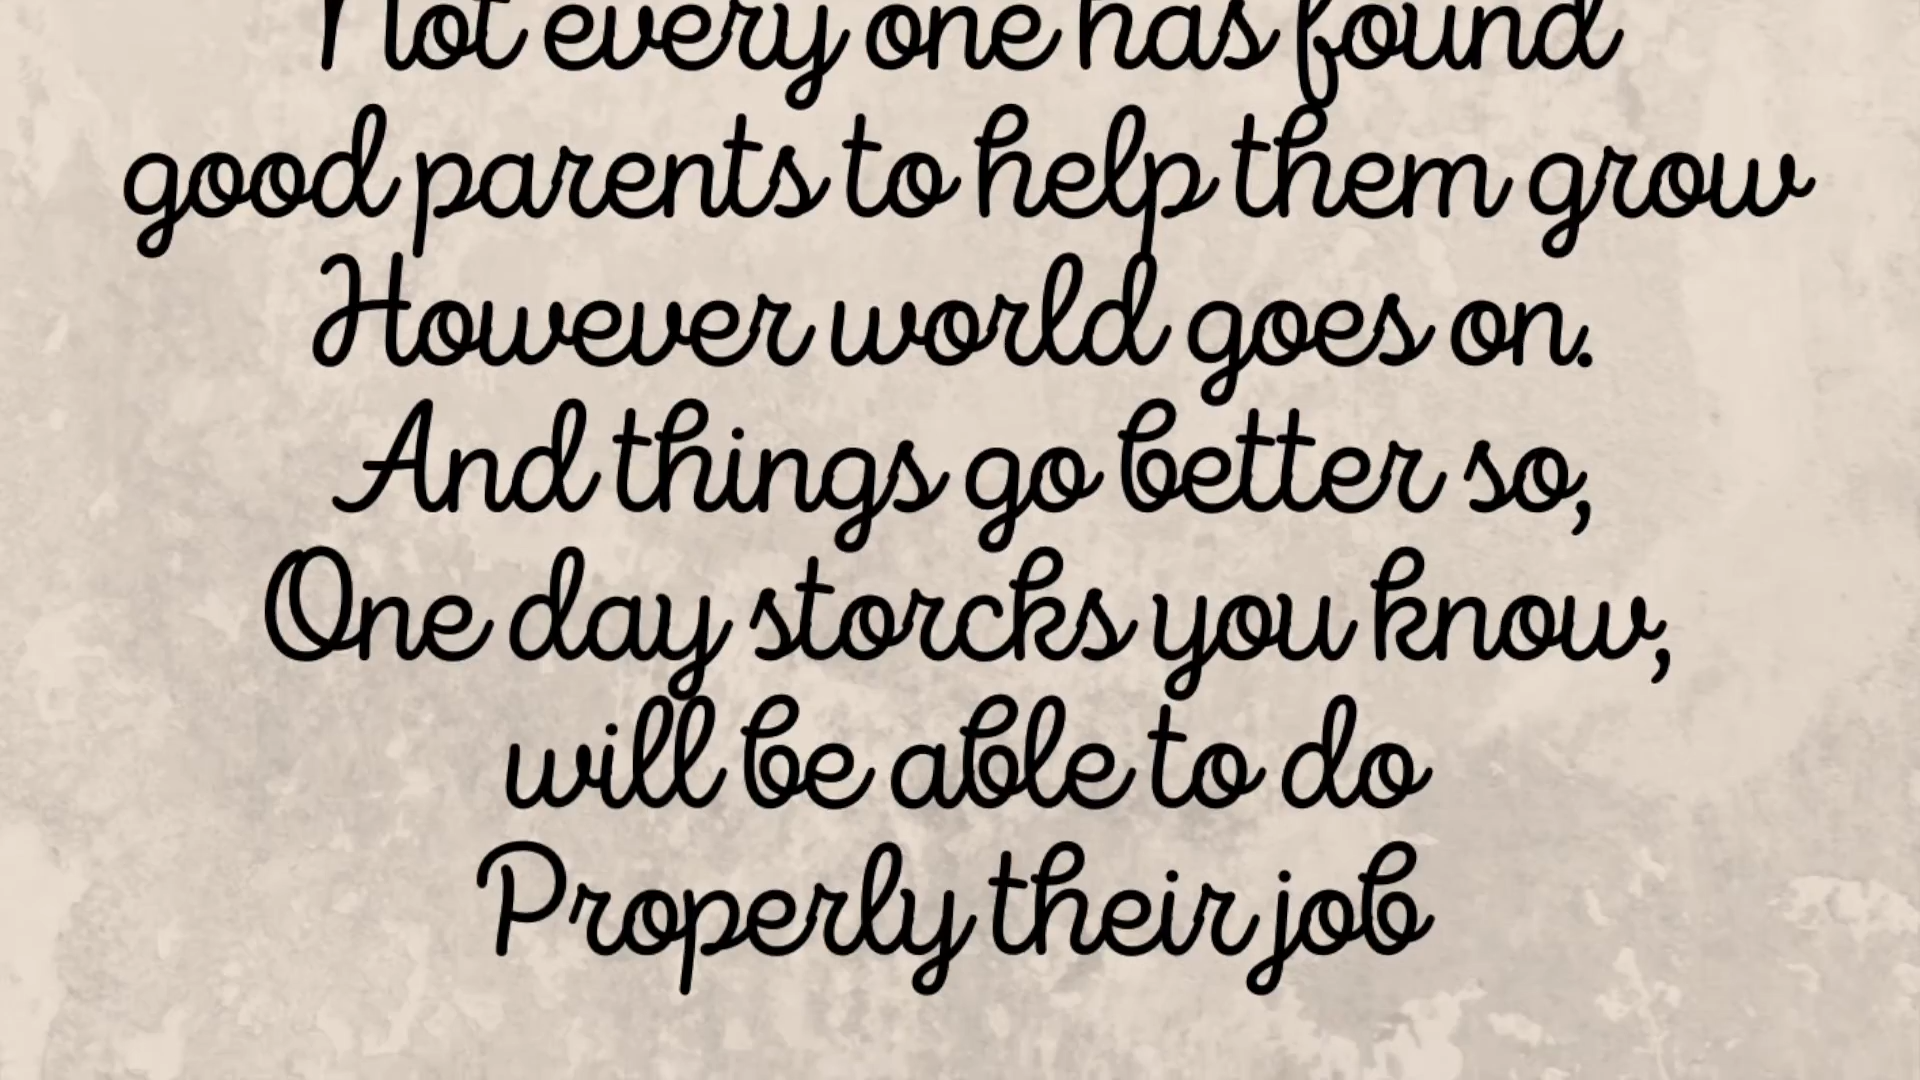 Not every one has found
good parents to help them grow
However world goes on.
And things go better so,
One day storcks you know,
will be able to do
Properly their job